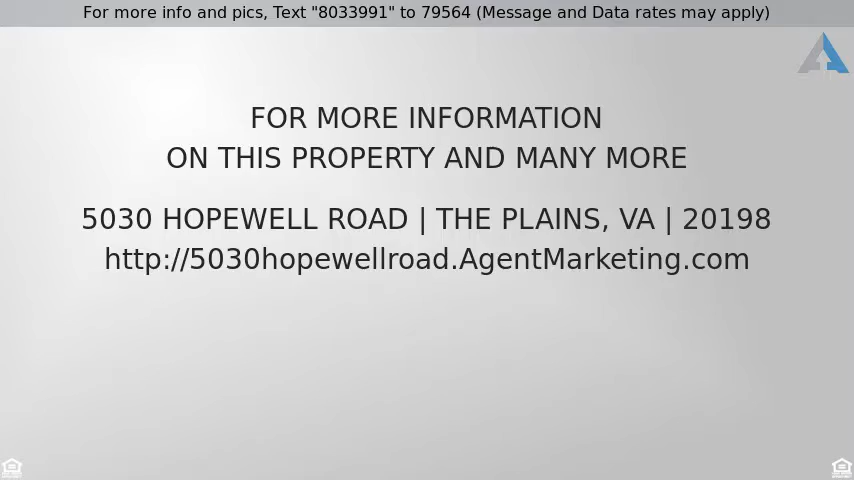 For more info and pics, Text "8033991" to 79564 (Message and Data rates may apply)
FOR MORE INFORMATION
ON THIS PROPERTY AND MANY MORE
5030 HOPEWELL ROAD | THE PLAINS, VA | 20198
http://5030hopewellroad.AgentMarketing.com